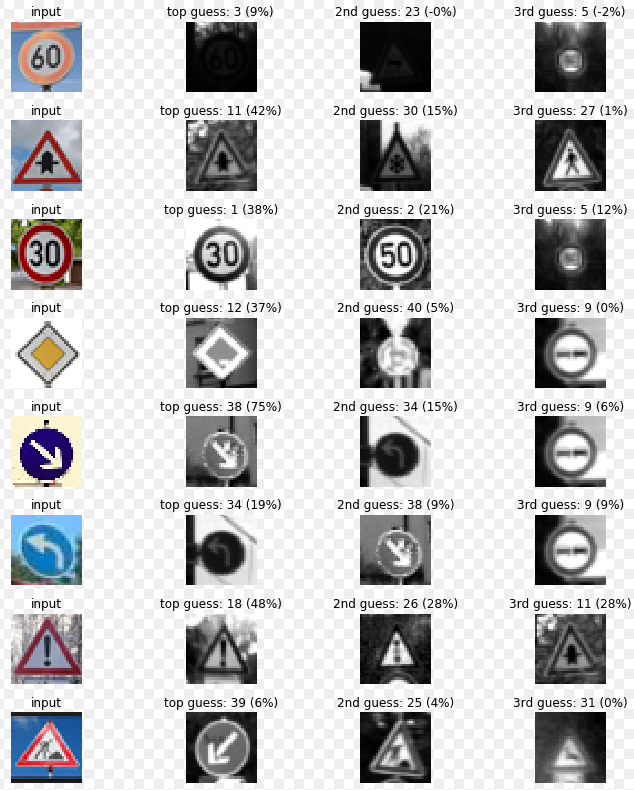 input top guess: 3 (9%) 2nd guess: 23 (-0%) 3rd guess: 5 (-2%)
60 60
input top guess: 11 (42%) 2nd guess: 30 (15%) 3rd guess: 27 (1%)
input top guess: 1 (38%) 2nd guess: 2 (21%) 3rd guess: 5 (12%)
30 30 50
input top guess: 12 (37%) 2nd guess: 40 (5%) 3rd guess: 9 (0%)
input top guess: 38 (75%) 2nd guess: 34 (15%) 3rd guess: 9 (6%)
input top guess: 34 (19%) 2nd guess: 38 (9%) 3rd guess: 9 (9%)
input top guess: 18 (48%) 2nd guess: 26 (28%) 3rd guess: 11 (28%)
input top guess: 39 (6%) 2nd guess: 25 (4%) 3rd guess: 31 (0%)